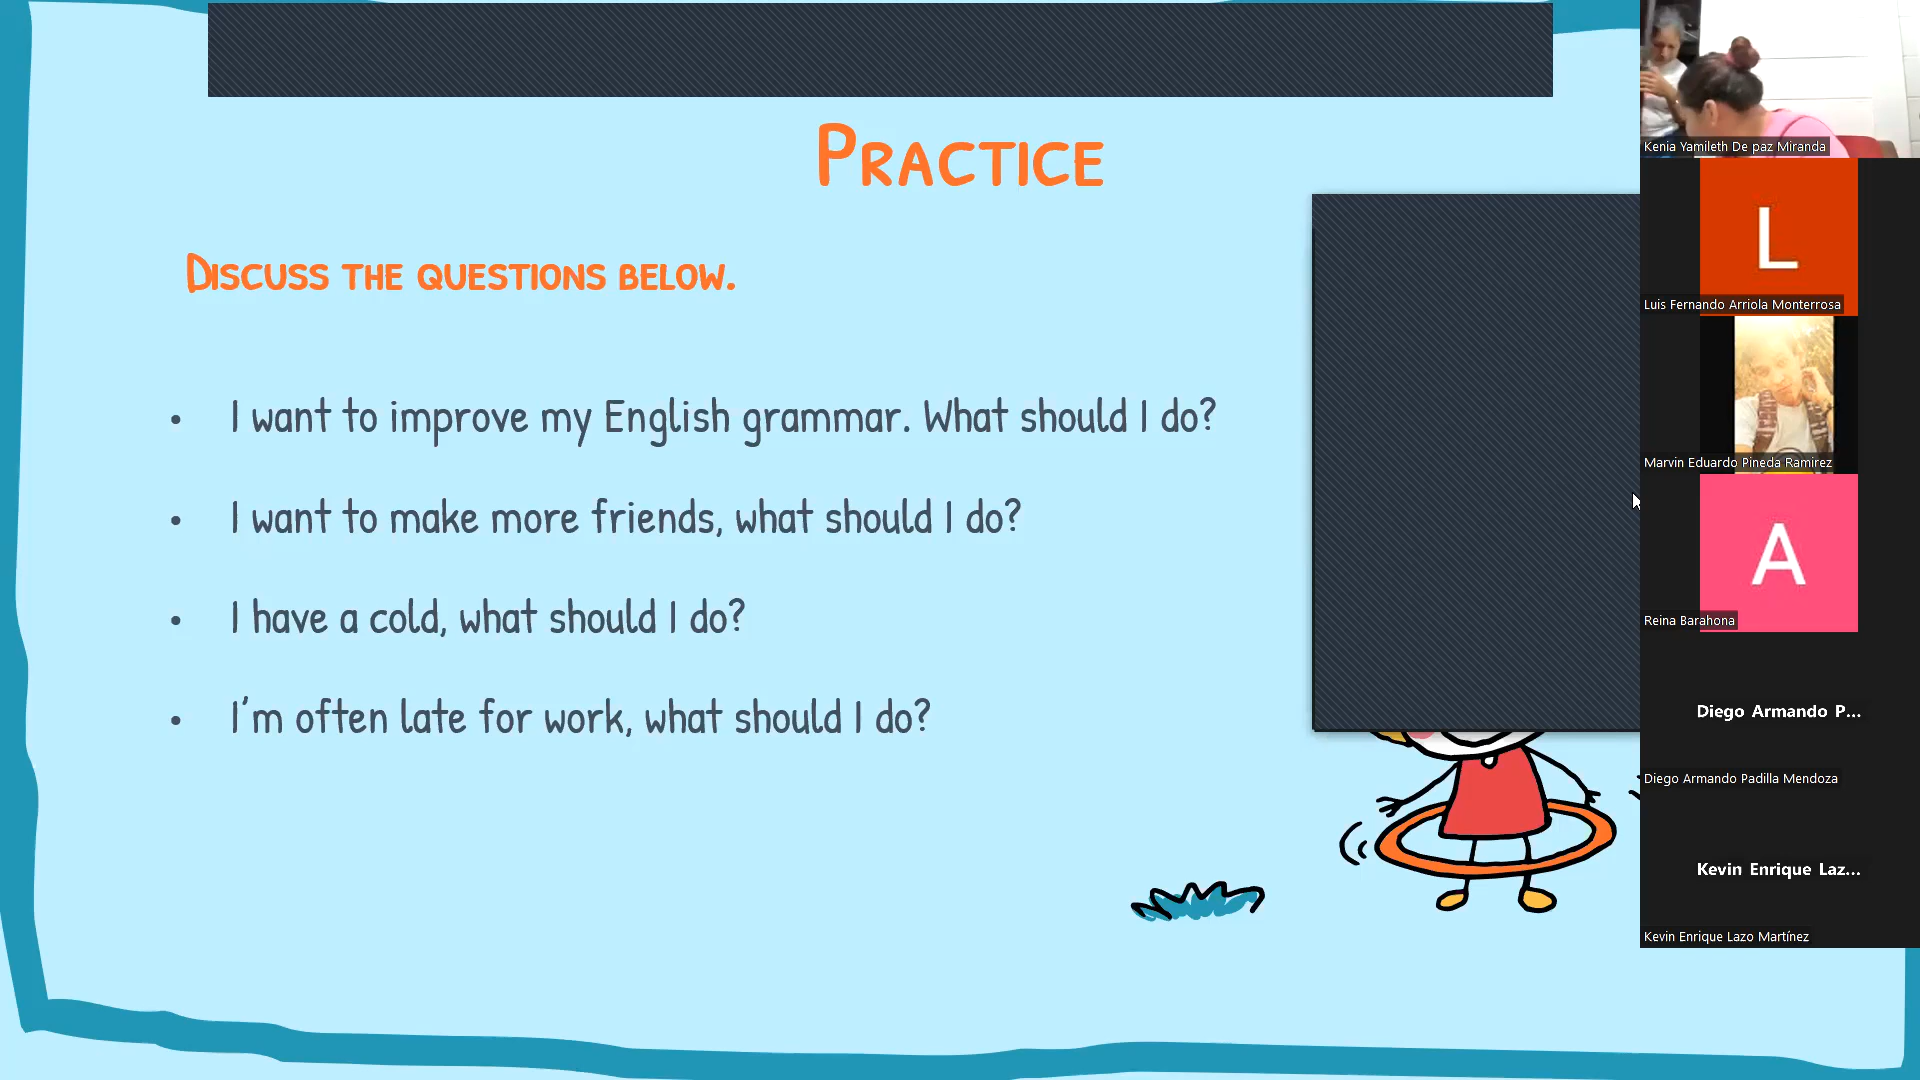 Practice
Discuss the questions below.
• I want to improve my English grammar. What should I do?
• I want to make more friends, what should I do?
• I have a cold, what should I do?
• I'm often late for work, what should I do?
Kenia Yamileth De paz Miranda
L
Luis Fernando Arriola Monterrosa
Marvin Eduardo Pineda Ramirez
A
Reina Barahona
Diego Armando P...
Diego Armando Padilla Mendoza
Kevin Enrique Laz...
Kevin Enrique Lazo Martínez